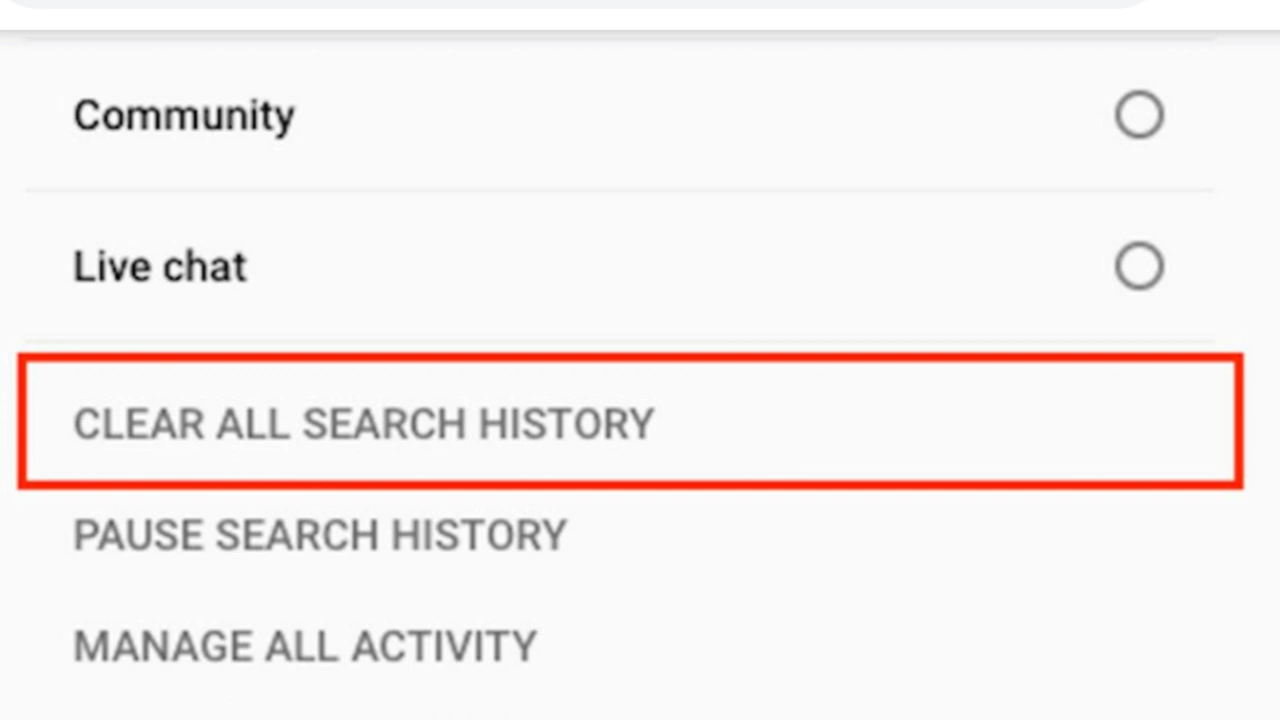 Community
Live chat
CLEAR ALL SEARCH HISTORY
PAUSE SEARCH HISTORY
MANAGE ALL ACTIVITY